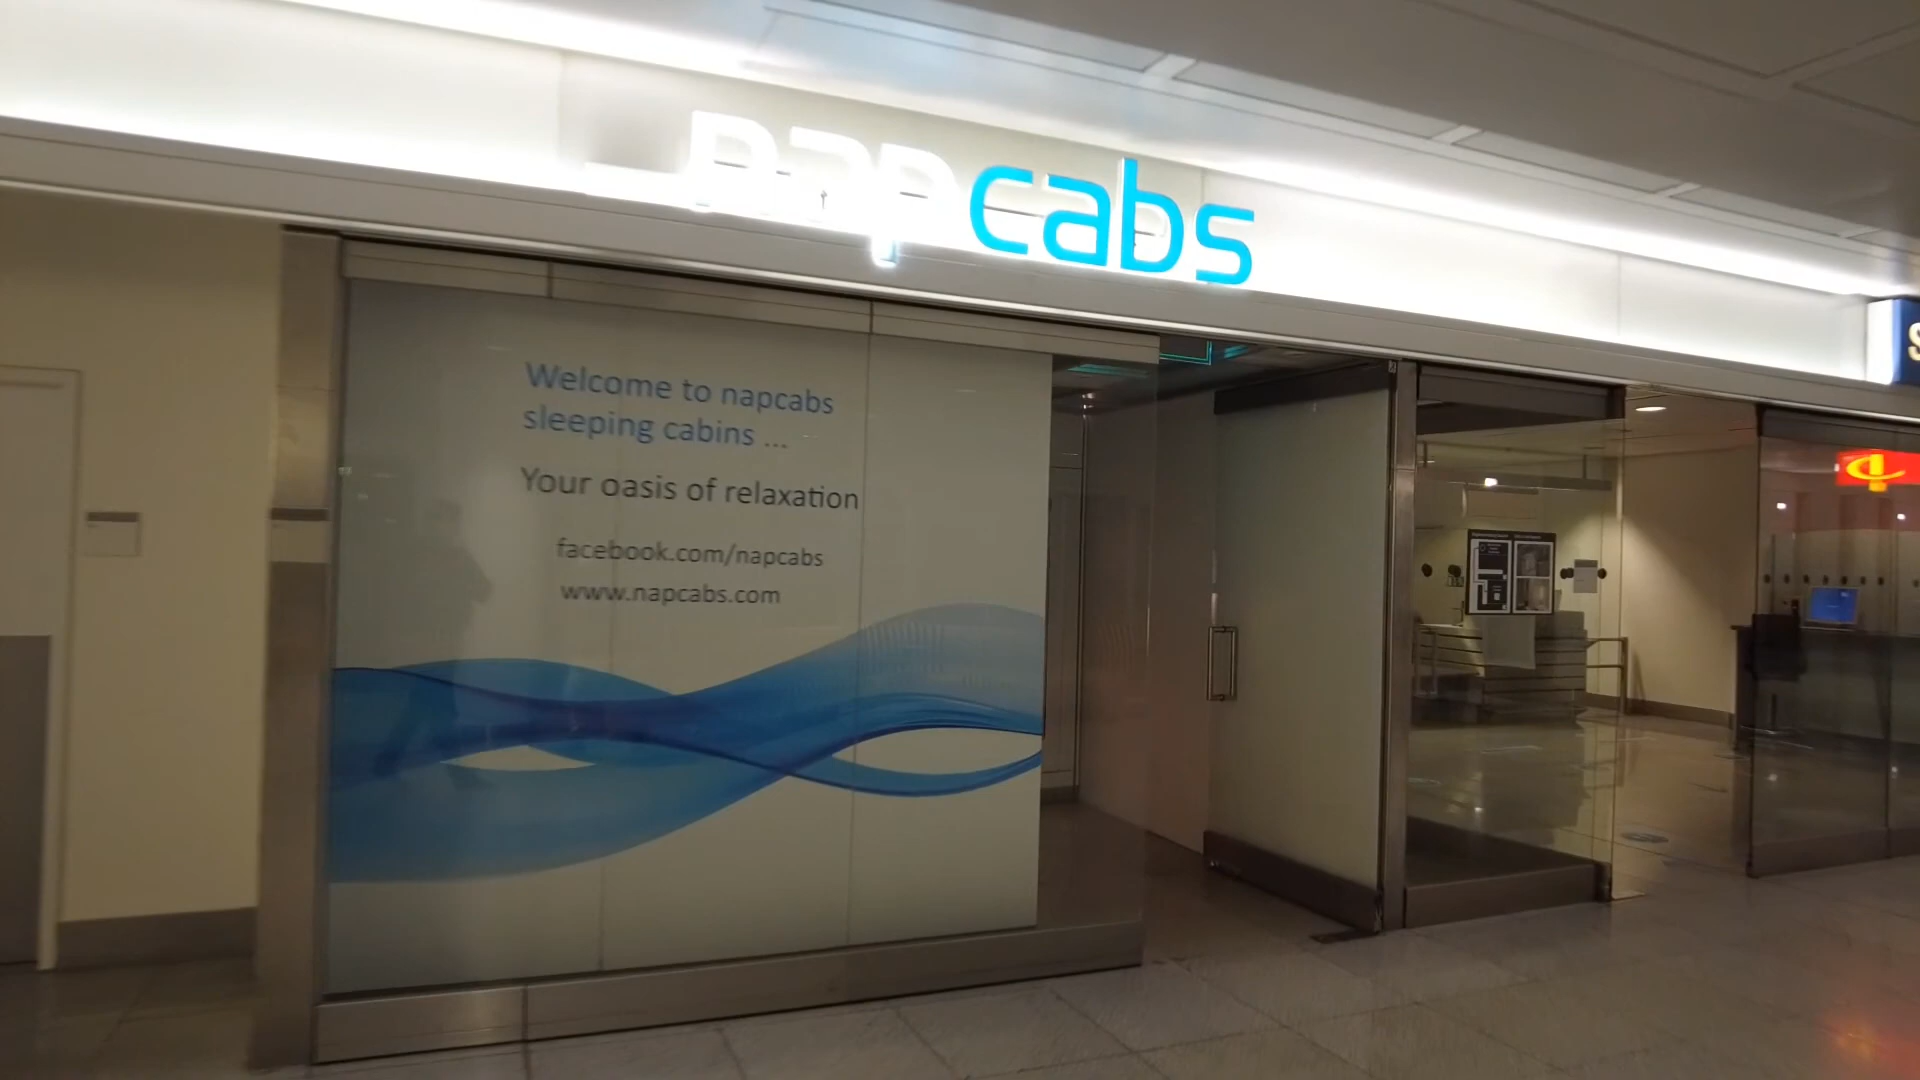 napcabs
Welcome to napcabs
sleeping cabins ...
Your oasis of relaxation
facebook.com/napcabs
www.napcabs.com
S